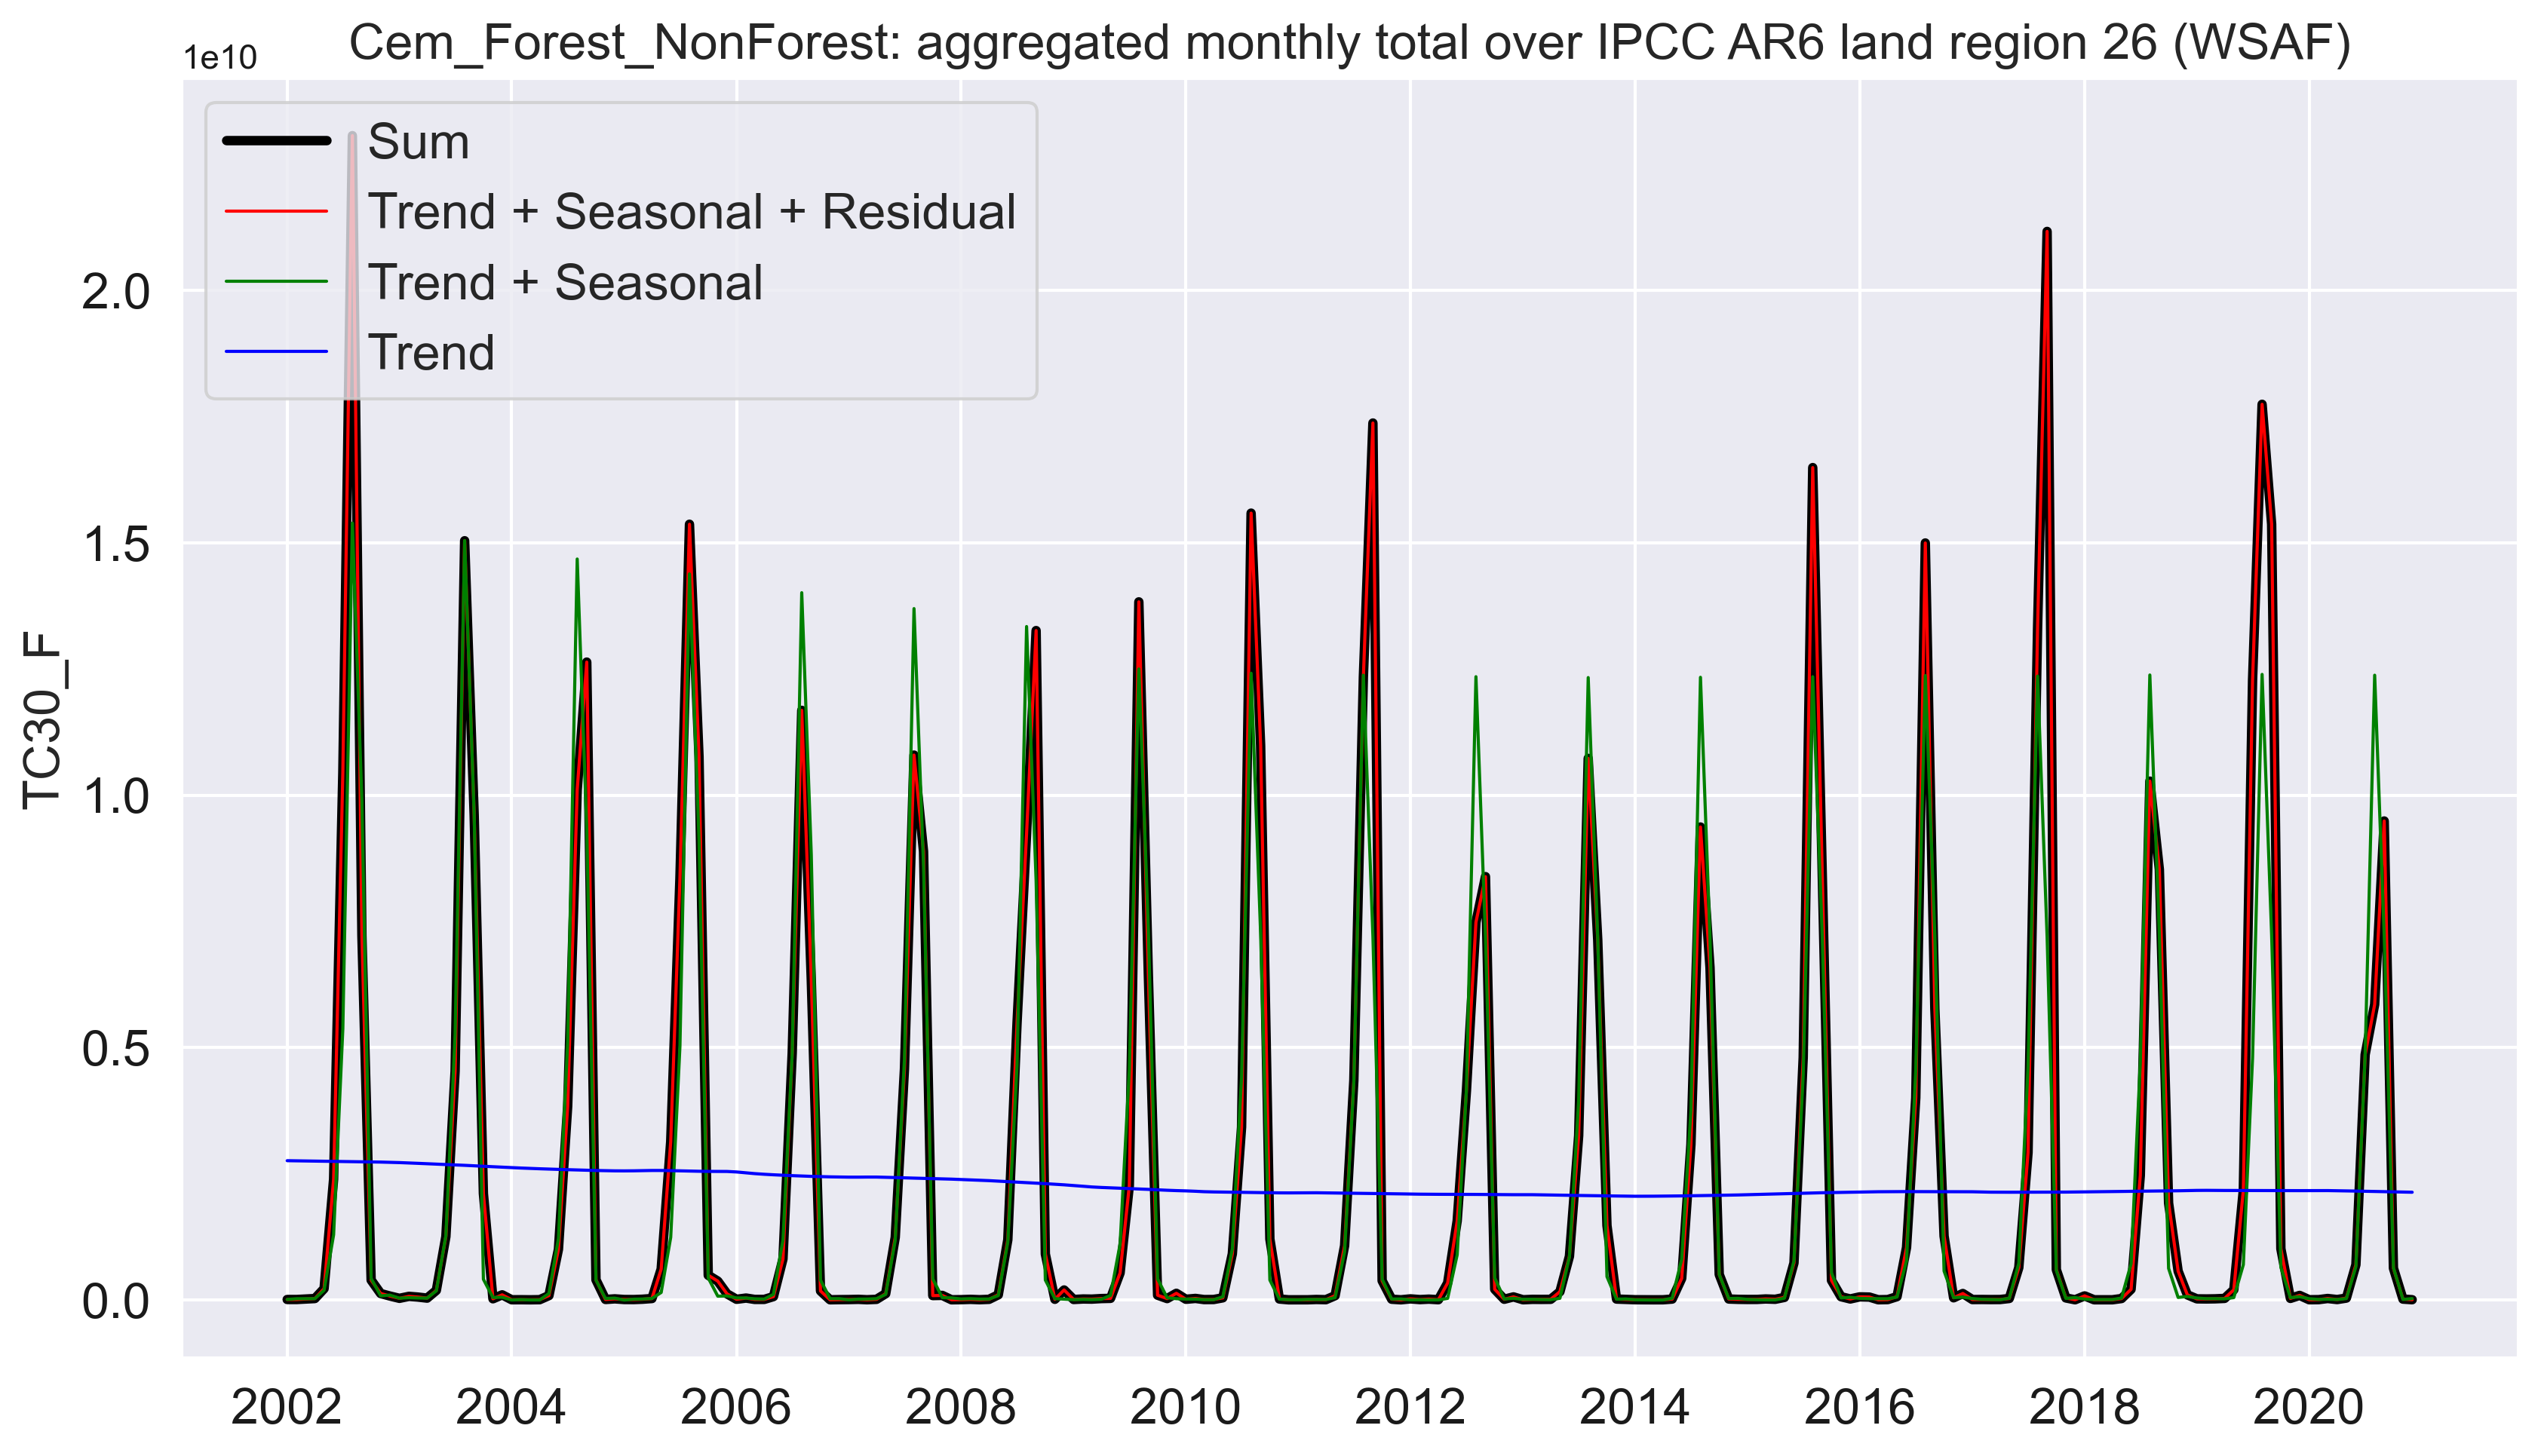 Cem_Forest_NonForest: aggregated monthly total over IPCC AR6 land region 26 (WSAF)
1e10
Sum
Trend + Seasonal + Residual
Trend + Seasonal
Trend
2.0
1.5
1.0
0.5
0.0
TC30_F
2002 2004 2006 2008 2010 2012 2014 2016 2018 2020